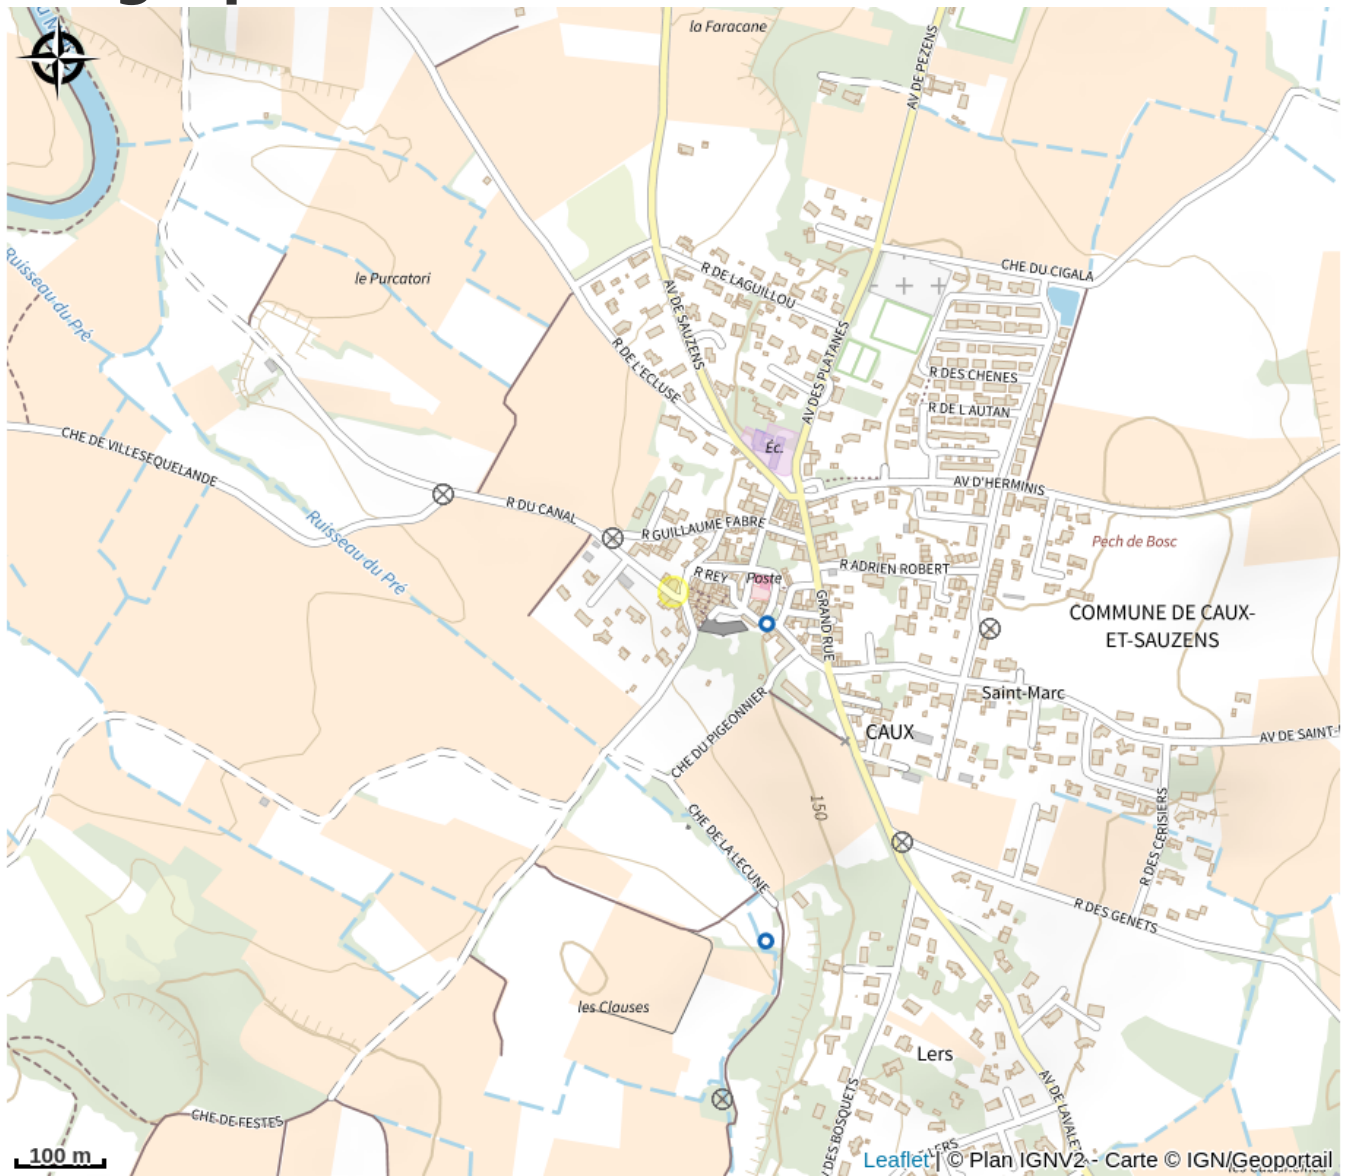 la Faracane
AV DE PEZENS
R DE LAGUILLOU
CHE DU CIGALA
le Purcatori
Ruisseau du Pré
AV DE SAUZENS
AV DES PLATANES
R DE L'ECLUSE
R DES CHENES
R DE L'AUTAN
Éc.
CHE DE VILLESEQUELANDE
AV D'HERMINIS
R DU CANAL
R GUILLAUME FABRE
Ruisseau du Pré
Pech de Bosc
R REY
Poste
R ADRIEN ROBERT
GRAND RUE
COMMUNE DE CAUX-
ET-SAUZENS
Saint-Marc
CHE DU PIGEONNIER
CAUX
AV DE SAINT-
150
CHE DE LA LECUNE
R DES CERISIERS
R DES GENETS
les Clauses
Lers
AV DE LAVALE
DES BOSQUETS
CHE DE FESTES
100 m
Leaflet | © Plan IGNV2 - Carte © IGN/Geoportail